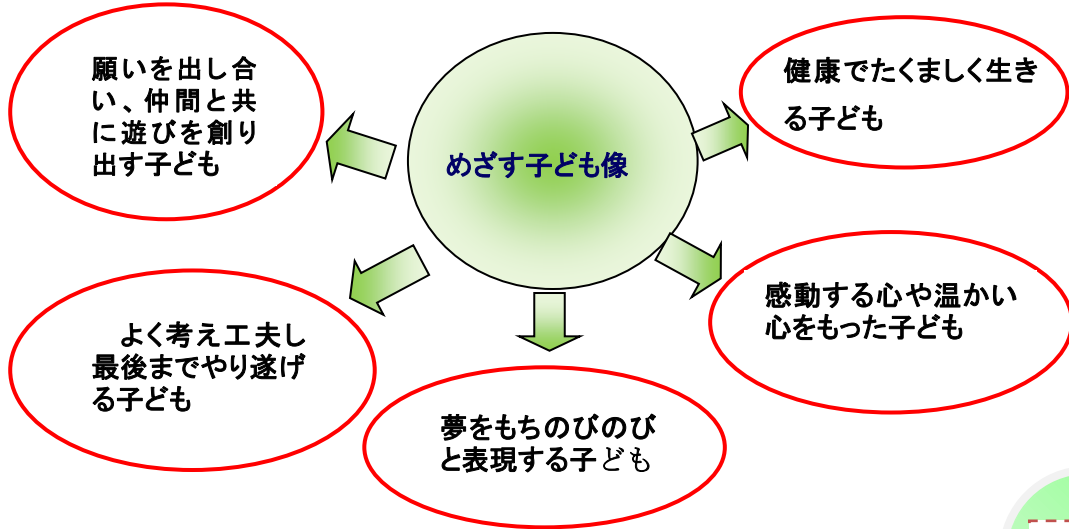 願いを出し合
い、仲間と共
に遊びを創り
出す子ども
めざす子ども像
健康でたくましく生き
る子ども
感動する心や温かい
心をもった子ども
よく考え工夫し
最後までやり遂げ
る子ども
夢をもちのびのび
と表現する子ども